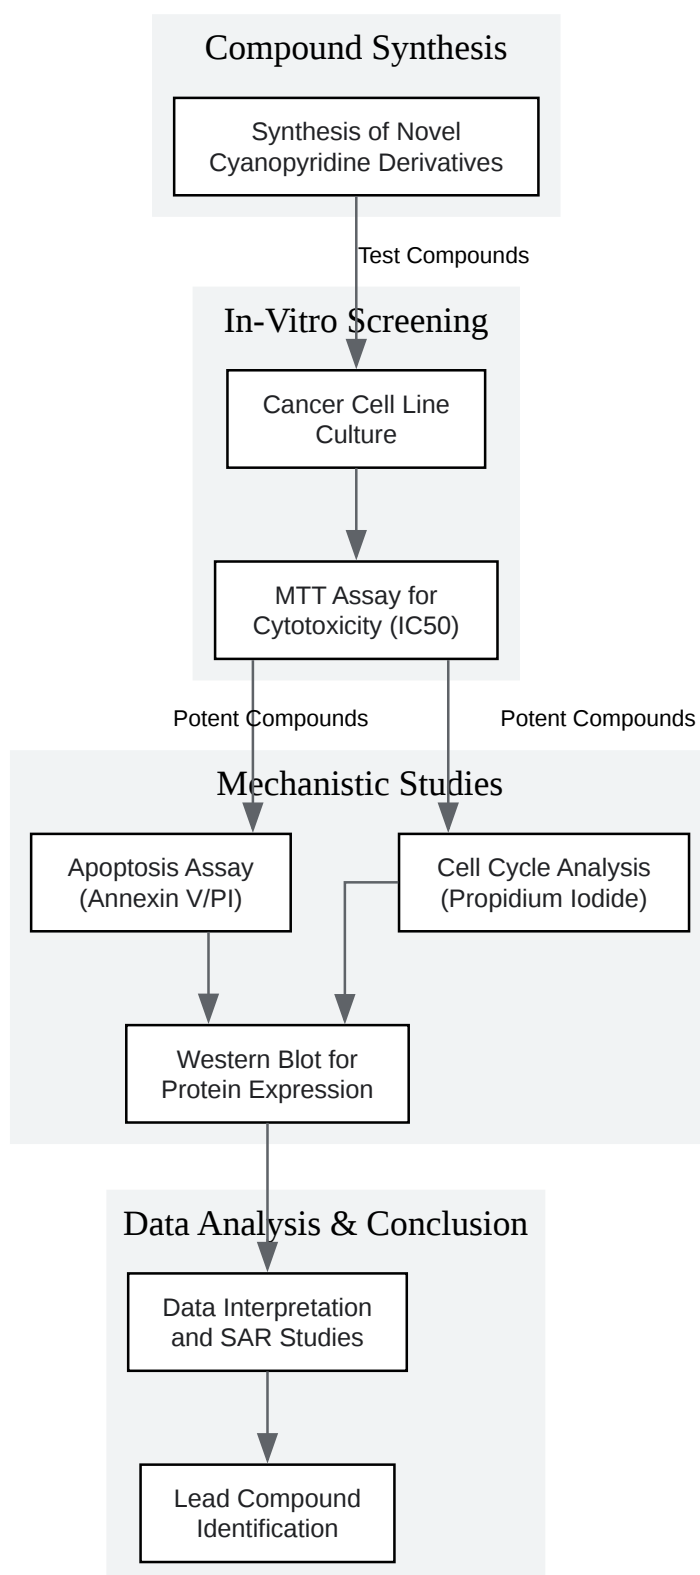 Compound Synthesis
Synthesis of Novel
Cyanopyridine Derivatives
Test Compounds
In-Vitro Screening
Cancer Cell Line
Culture
MTT Assay for
Cytotoxicity (IC50)
Potent Compounds
Potent Compounds
Mechanistic Studies
Apoptosis Assay
(Annexin V/PI)
Cell Cycle Analysis
(Propidium Iodide)
Western Blot for
Protein Expression
Data Analysis & Conclusion
Data Interpretation
and SAR Studies
Lead Compound
Identification